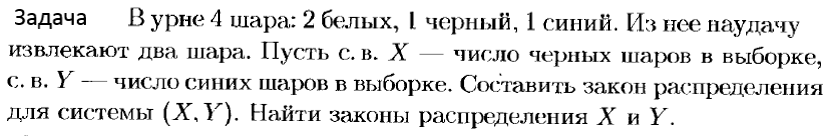 Задача В урне 4 шара: 2 белых, 1 черный, 1 синий. Из нее наудачу
извлекают два шара. Пусть с. в. X — число черных шаров в выборке,
с. в. Y — число синих шаров в выборке. Составить закон распределения
для системы (X, Y). Найти законы распределения X и Y.